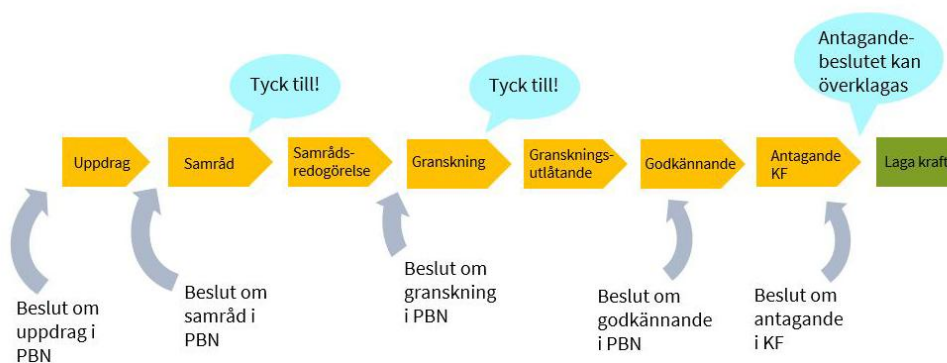 Tyck till!
Tyck till!
Antagande-
beslutet kan
överklagas
Uppdrag
Samråd
Samråds-
redogörelse
Granskning
Gransknings-
utlåtande
Godkännande
Antagande
KF
Laga kraft
Beslut om
uppdrag i
PBN
Beslut om
samråd i
PBN
Beslut om
granskning
i PBN
Beslut om
godkännande
i PBN
Beslut om
antagande
i KF